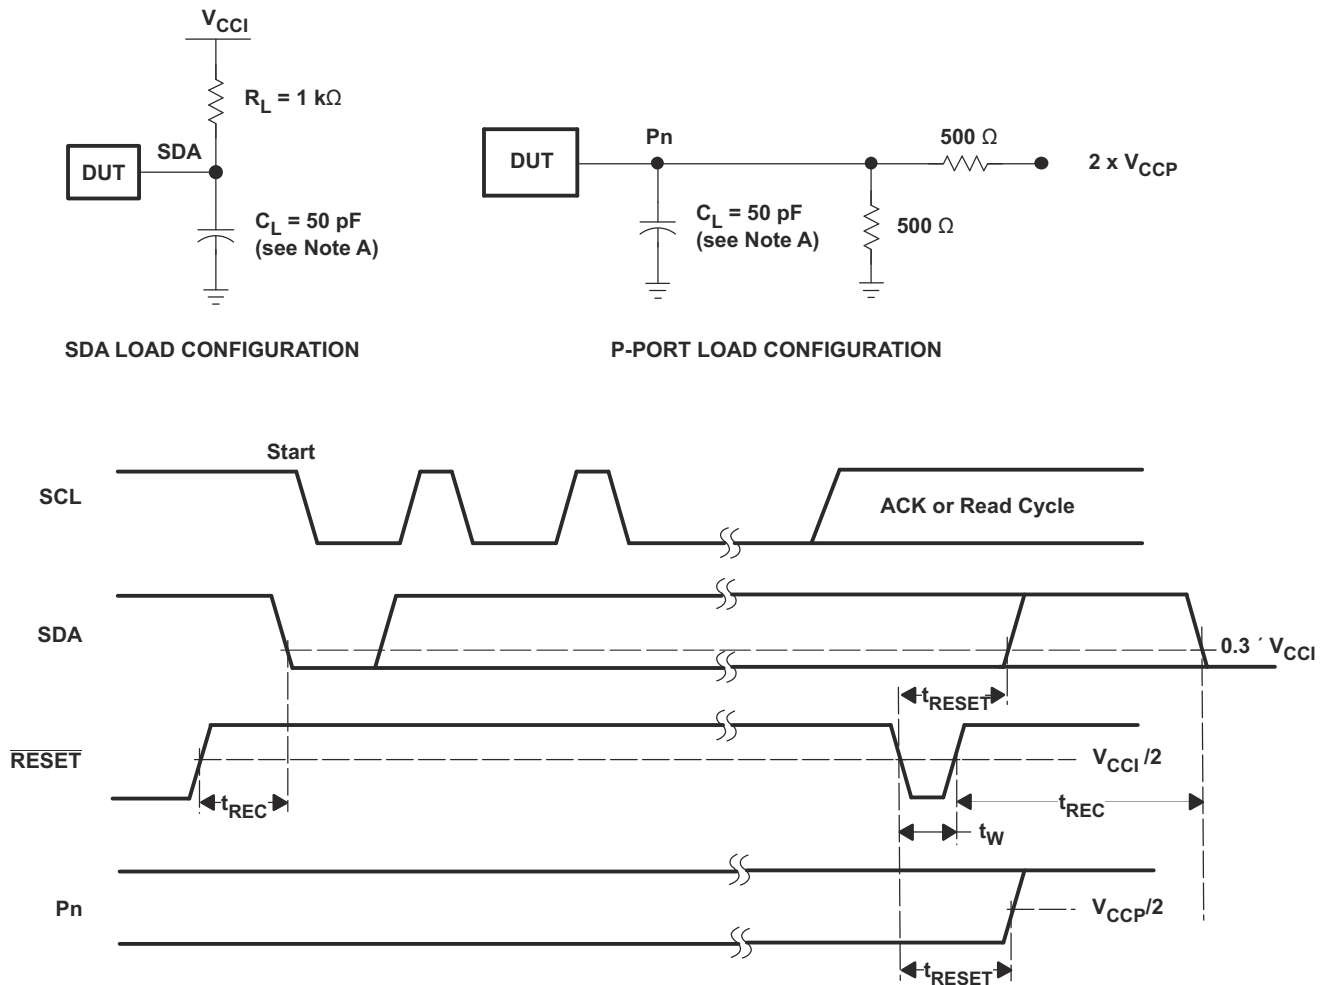 VCCI
RL = 1 kΩ
DUT
SDA
CL = 50 pF
(see Note A)
SDA LOAD CONFIGURATION
DUT
Pn
500 Ω
2 x VCCP
CL = 50 pF
(see Note A)
500 Ω
P-PORT LOAD CONFIGURATION
Start
SCL
ACK or Read Cycle
SDA
0.3 ´ VCCI
tRESET
RESET
VCCI /2
tREC
tREC
tW
Pn
VCCP/2
tRESET